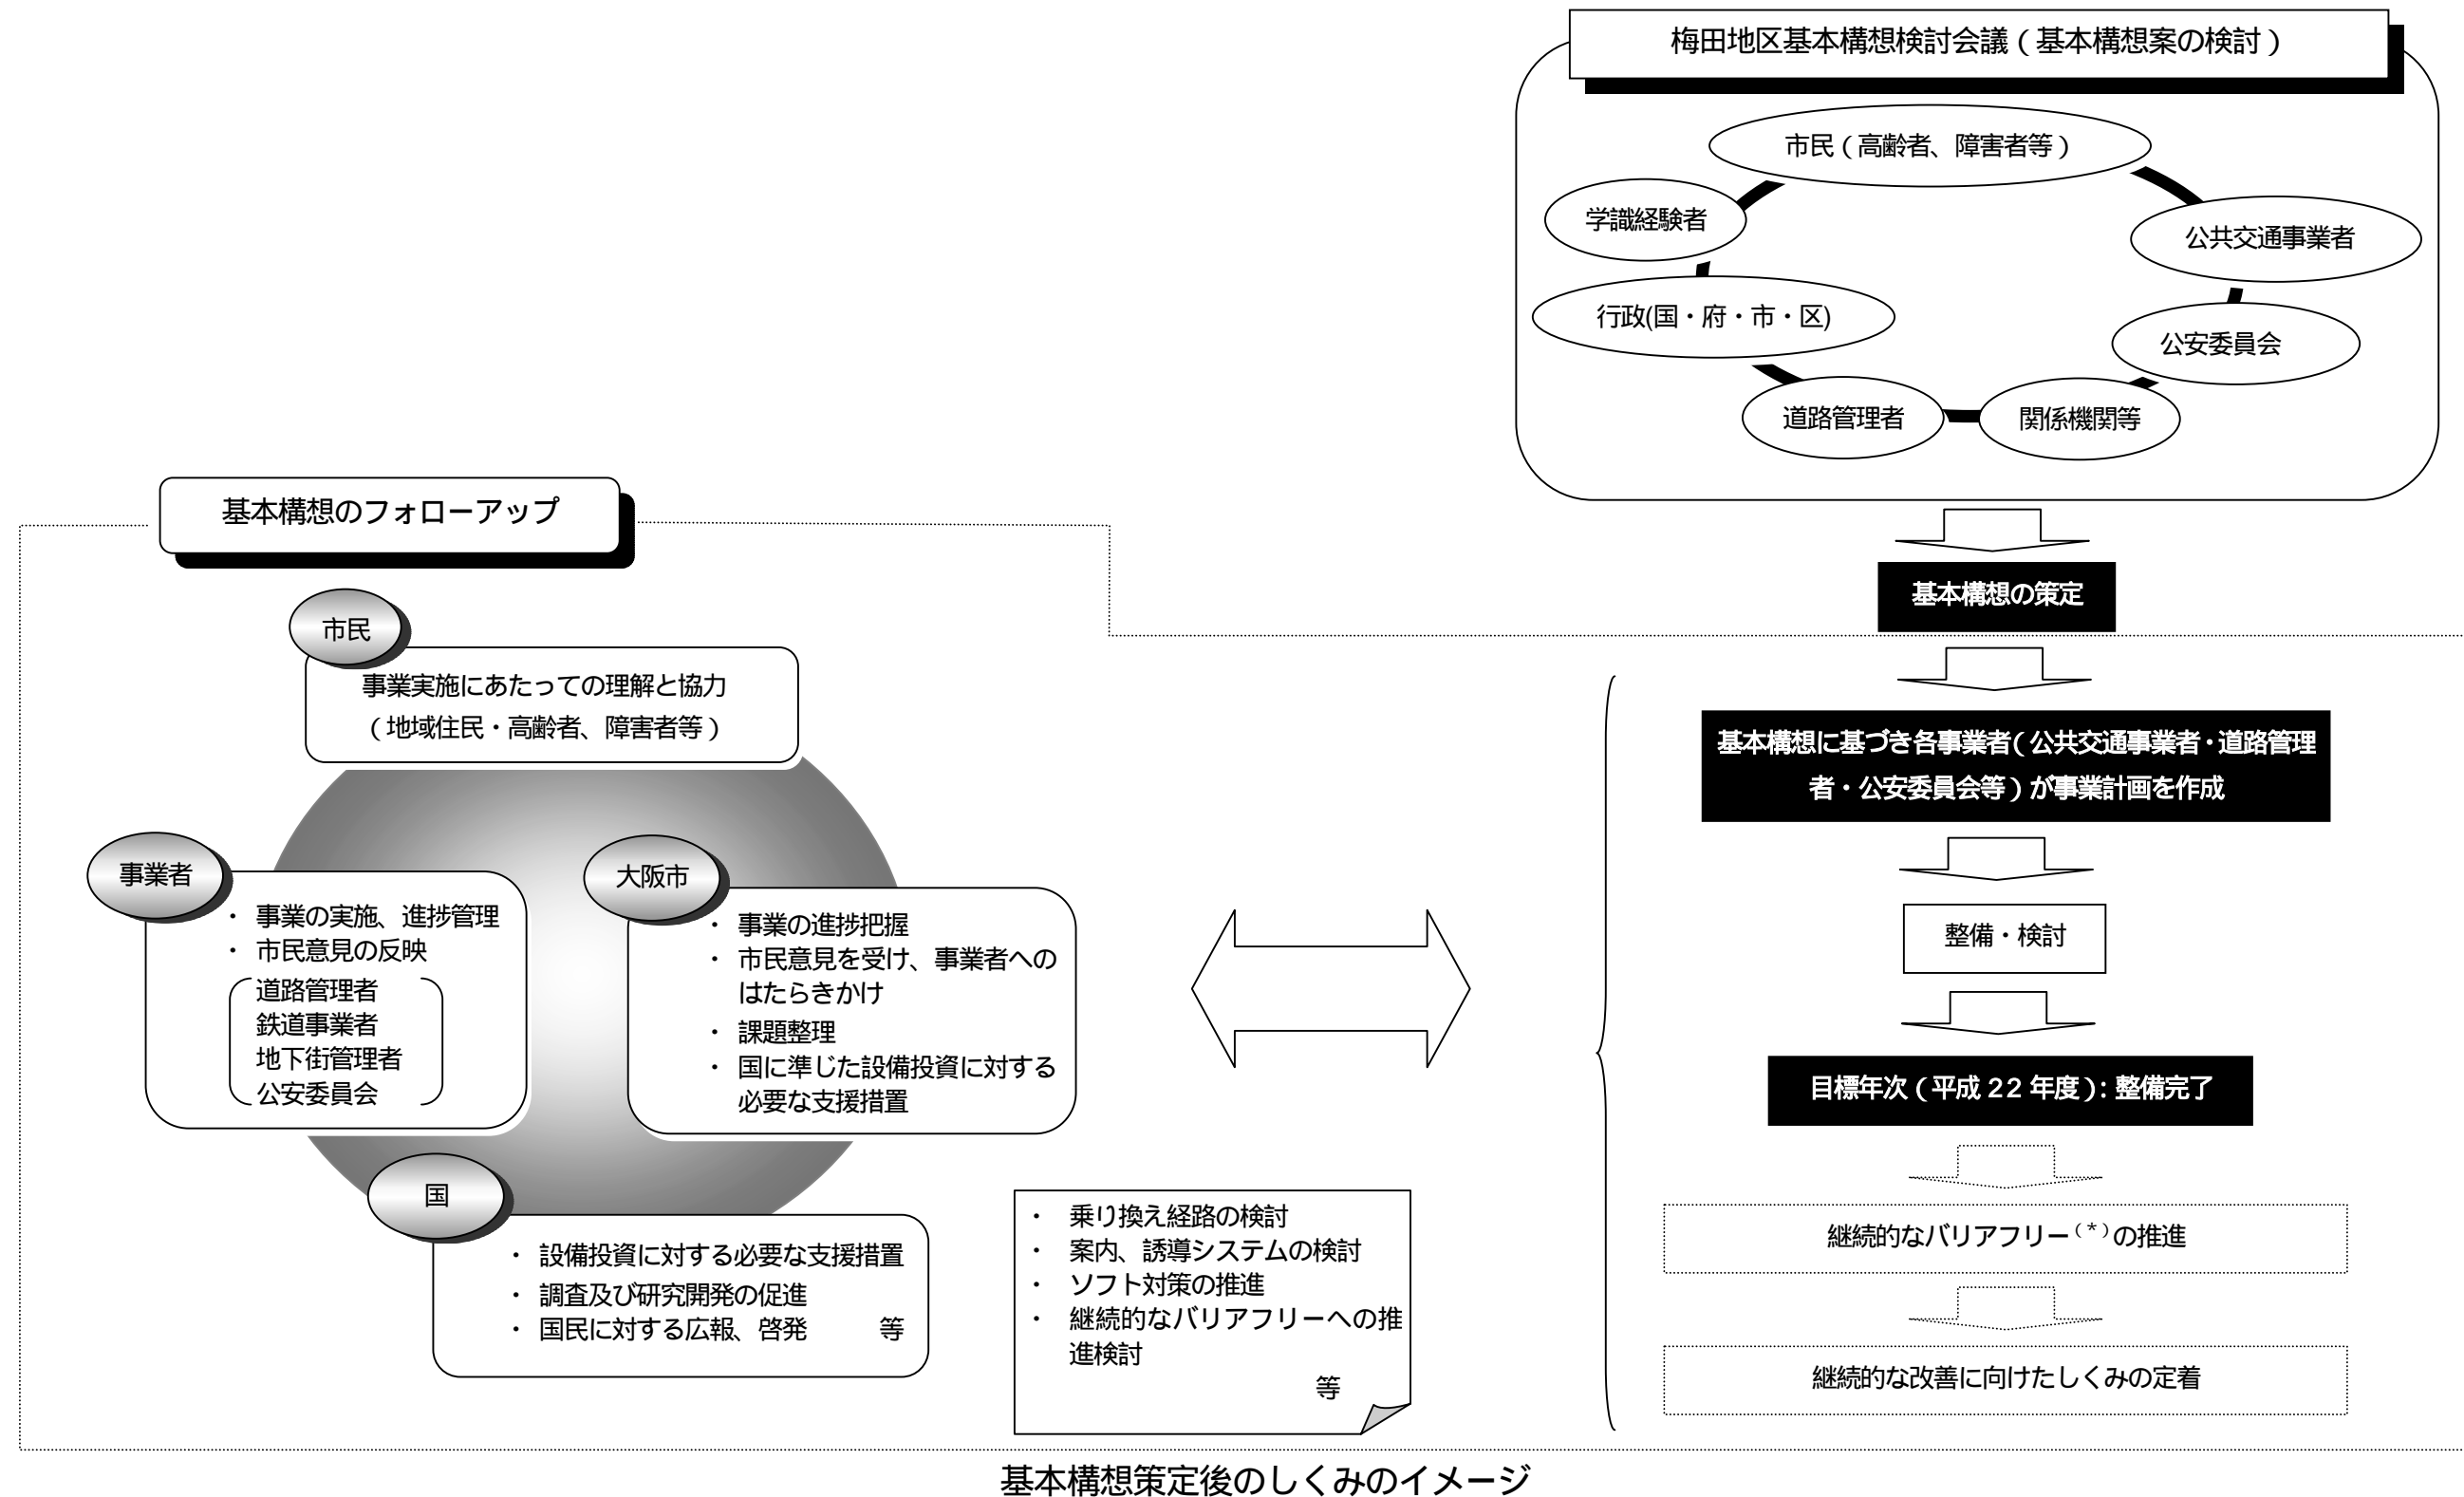 梅田地区基本構想検討会議（基本構想案の検討）
市民（高齢者、障害者等）
学識経験者
公共交通事業者
行政(国・府・市・区)
公安委員会
道路管理者
関係機関等
基本構想の策定
基本構想に基づき各事業者（公共交通事業者・道路管理
者・公安委員会等）が事業計画を作成
整備・検討
目標年次（平成 22 年度）：整備完了
継続的なバリアフリー（*）の推進
継続的な改善に向けたしくみの定着
基本構想のフォローアップ
市民
事業実施にあたっての理解と協力
（地域住民・高齢者、障害者等）
事業者
・ 事業の実施、進捗管理
・ 市民意見の反映
道路管理者
鉄道事業者
地下街管理者
公安委員会
大阪市
・ 事業の進捗把握
・ 市民意見を受け、事業者への
はたらきかけ
・ 課題整理
・ 国に準じた設備投資に対する
必要な支援措置
国
・ 設備投資に対する必要な支援措置
・ 調査及び研究開発の促進
・ 国民に対する広報、啓発　　　等
・ 乗り換え経路の検討
・ 案内、誘導システムの検討
・ ソフト対策の推進
・ 継続的なバリアフリーへの推
進検討
等
基本構想策定後のしくみのイメージ